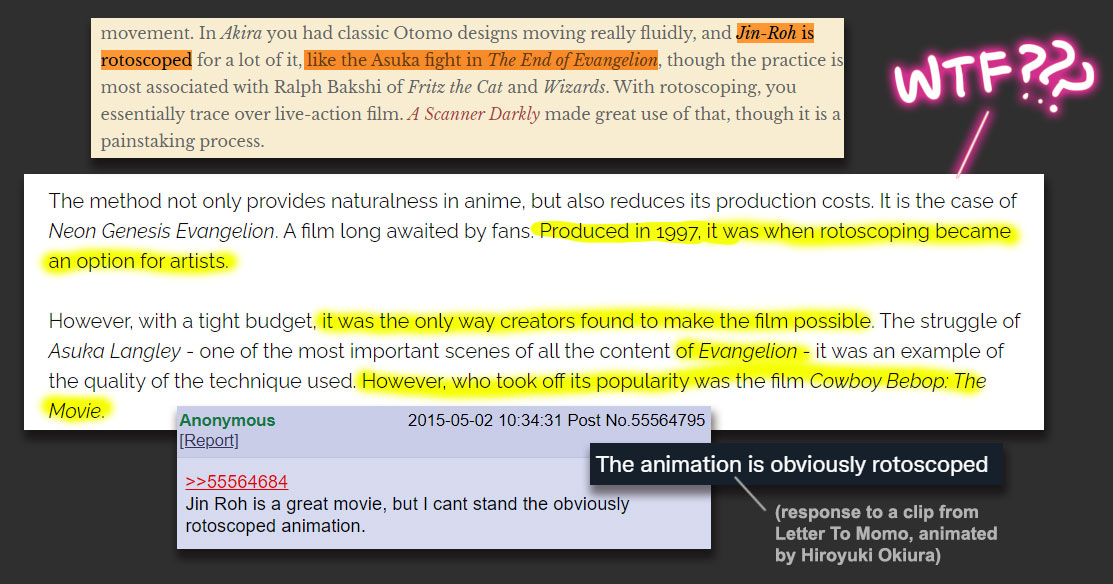 movement. In Akira you had classic Otomo designs moving really fluidly, and Jin-Roh is
rotoscoped for a lot of it, like the Asuka fight in The End of Evangelion, though the practice is
most associated with Ralph Bakshi of Fritz the Cat and Wizards. With rotoscoping, you
essentially trace over live-action film. A Scanner Darkly made great use of that, though it is a
painstaking process.
WTF??
The method not only provides naturalness in anime, but also reduces its production costs. It is the case of
Neon Genesis Evangelion. A film long awaited by fans. Produced in 1997, it was when rotoscoping became
an option for artists.
However, with a tight budget, it was the only way creators found to make the film possible. The struggle of
Asuka Langley - one of the most important scenes of all the content of Evangelion - it was an example of
the quality of the technique used. However, who took off its popularity was the film Cowboy Bebop: The
Movie.
Anonymous 2015-05-02 10:34:31 Post No.55564795
[Report]
>>55564684
Jin Roh is a great movie, but I cant stand the obviously
rotoscoped animation.
The animation is obviously rotoscoped
(response to a clip from
Letter To Momo, animated
by Hiroyuki Okiura)